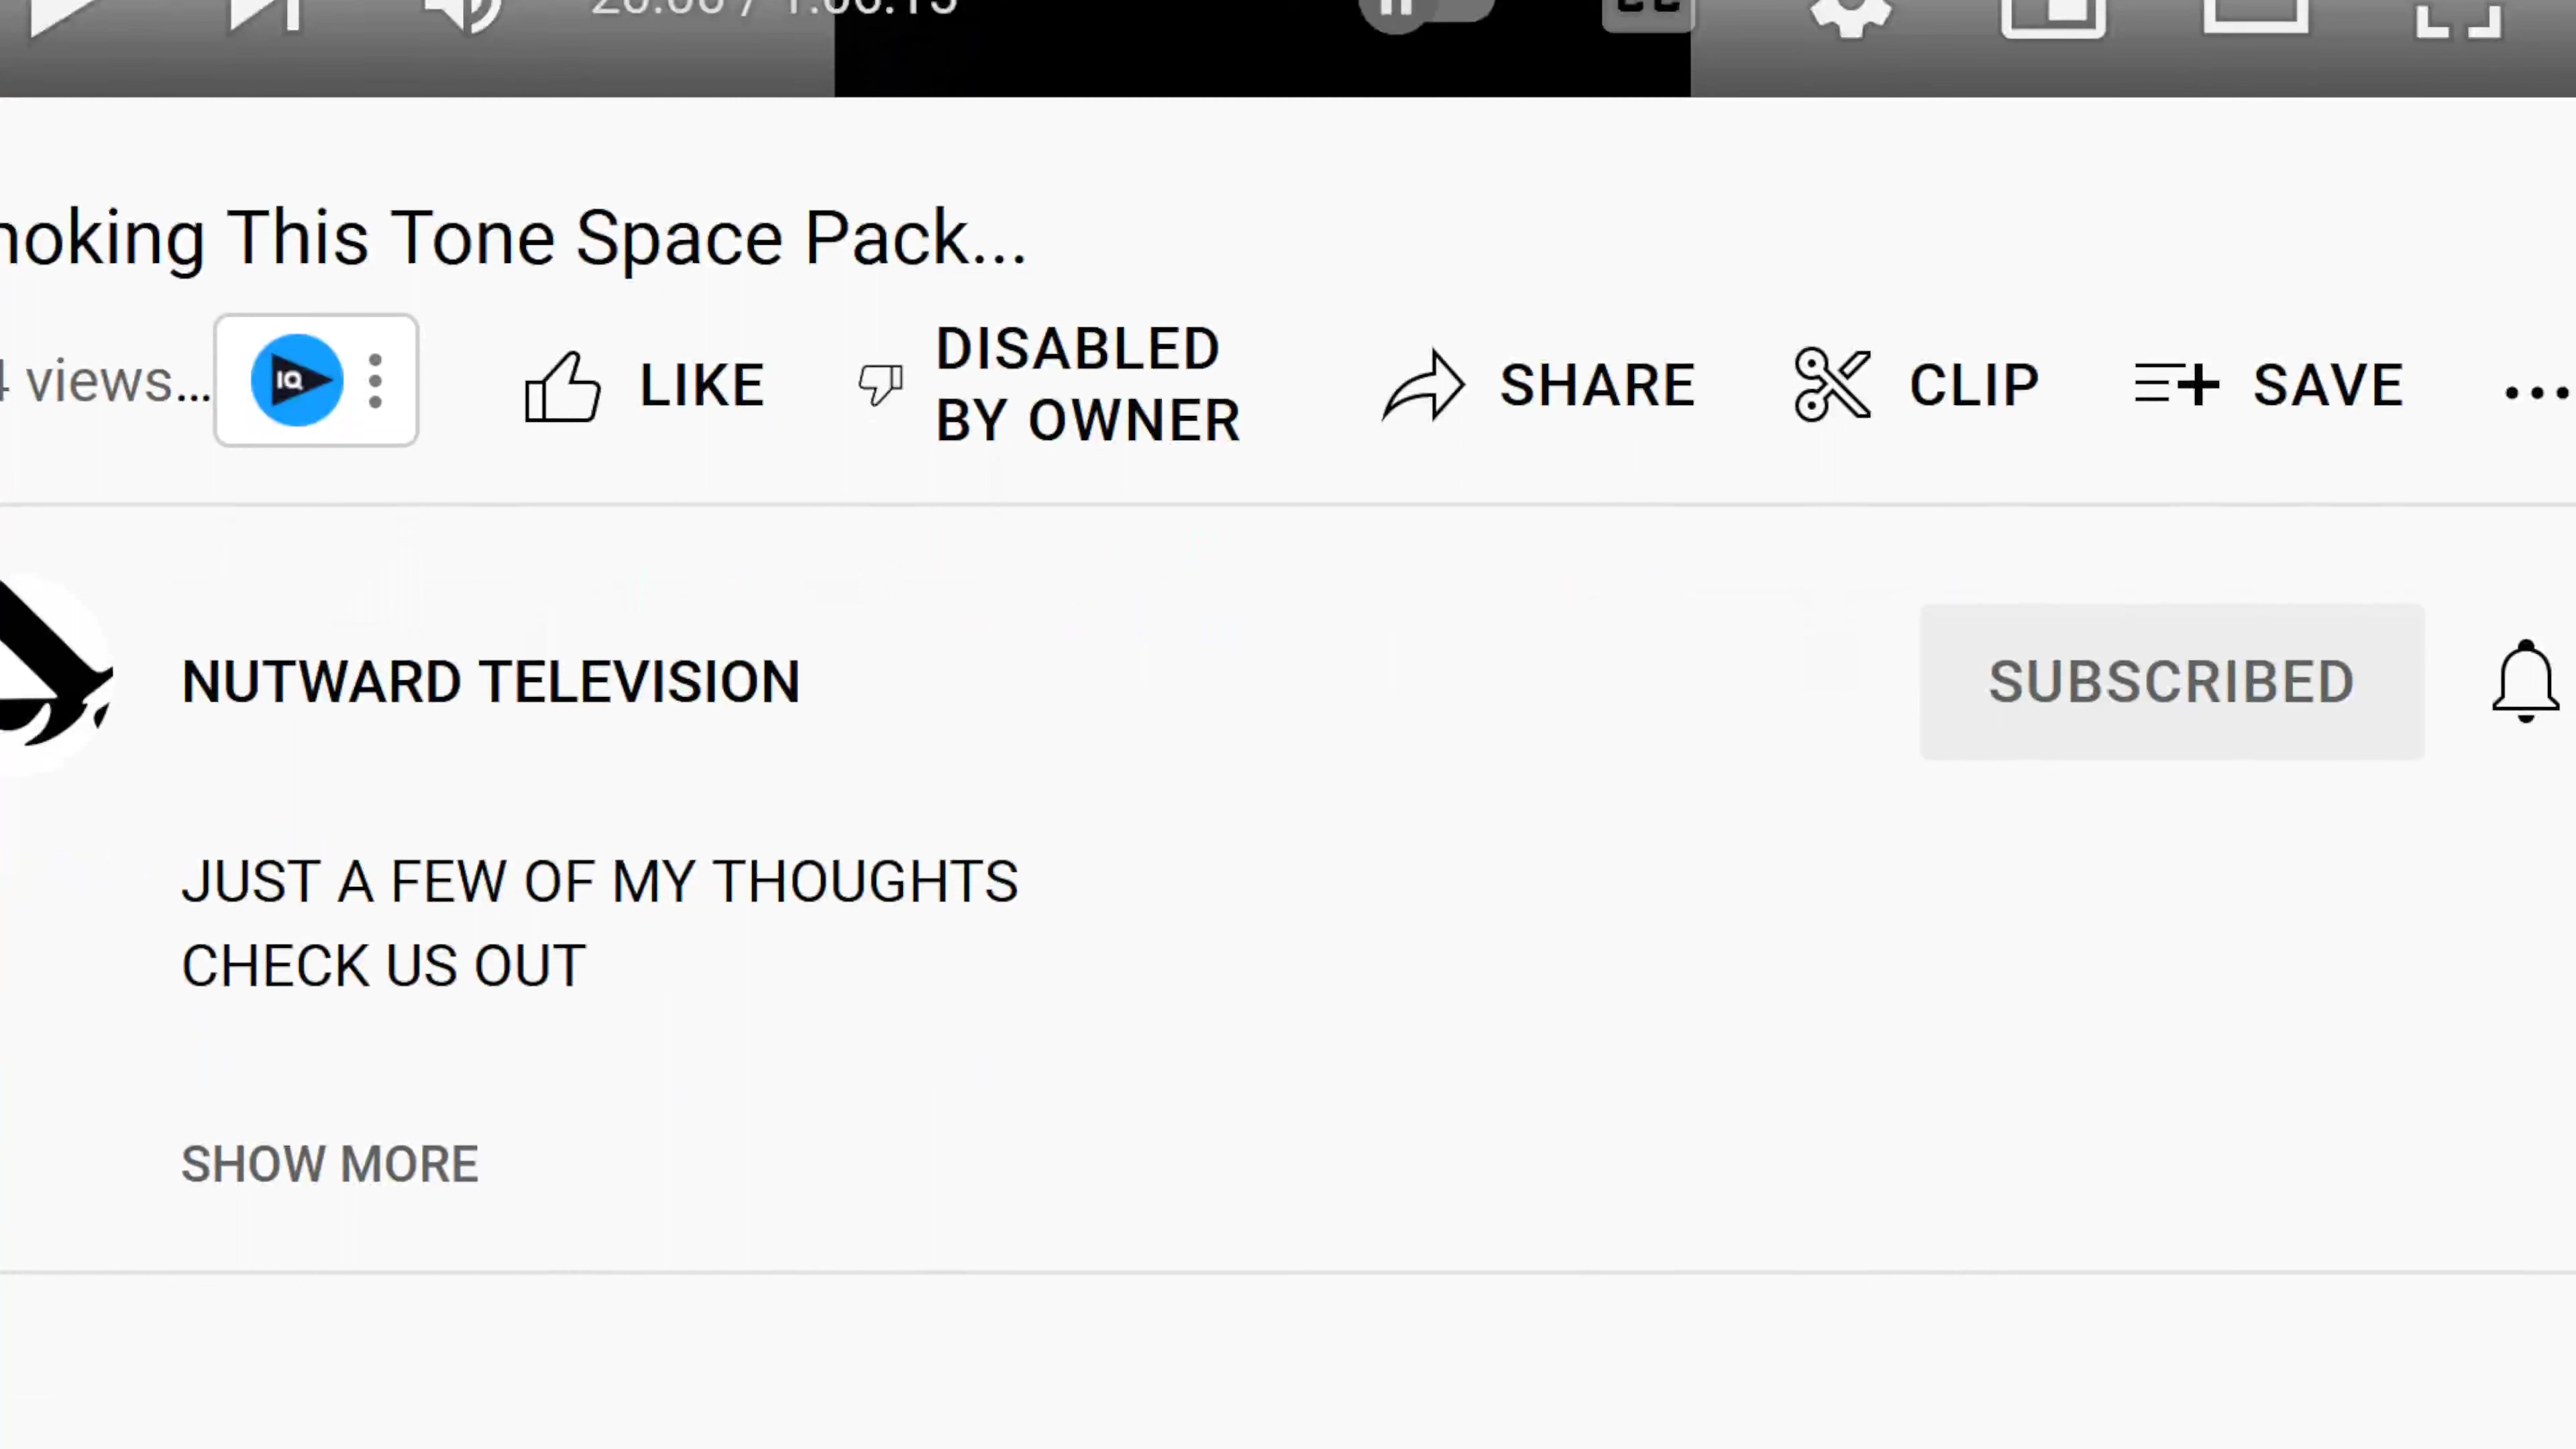 This Tone Space Pack...
views...
IQ
LIKE
DISABLED
BY OWNER
SHARE
CLIP
SAVE
NUTWARD TELEVISION
SUBSCRIBED
JUST A FEW OF MY THOUGHTS
CHECK US OUT
SHOW MORE